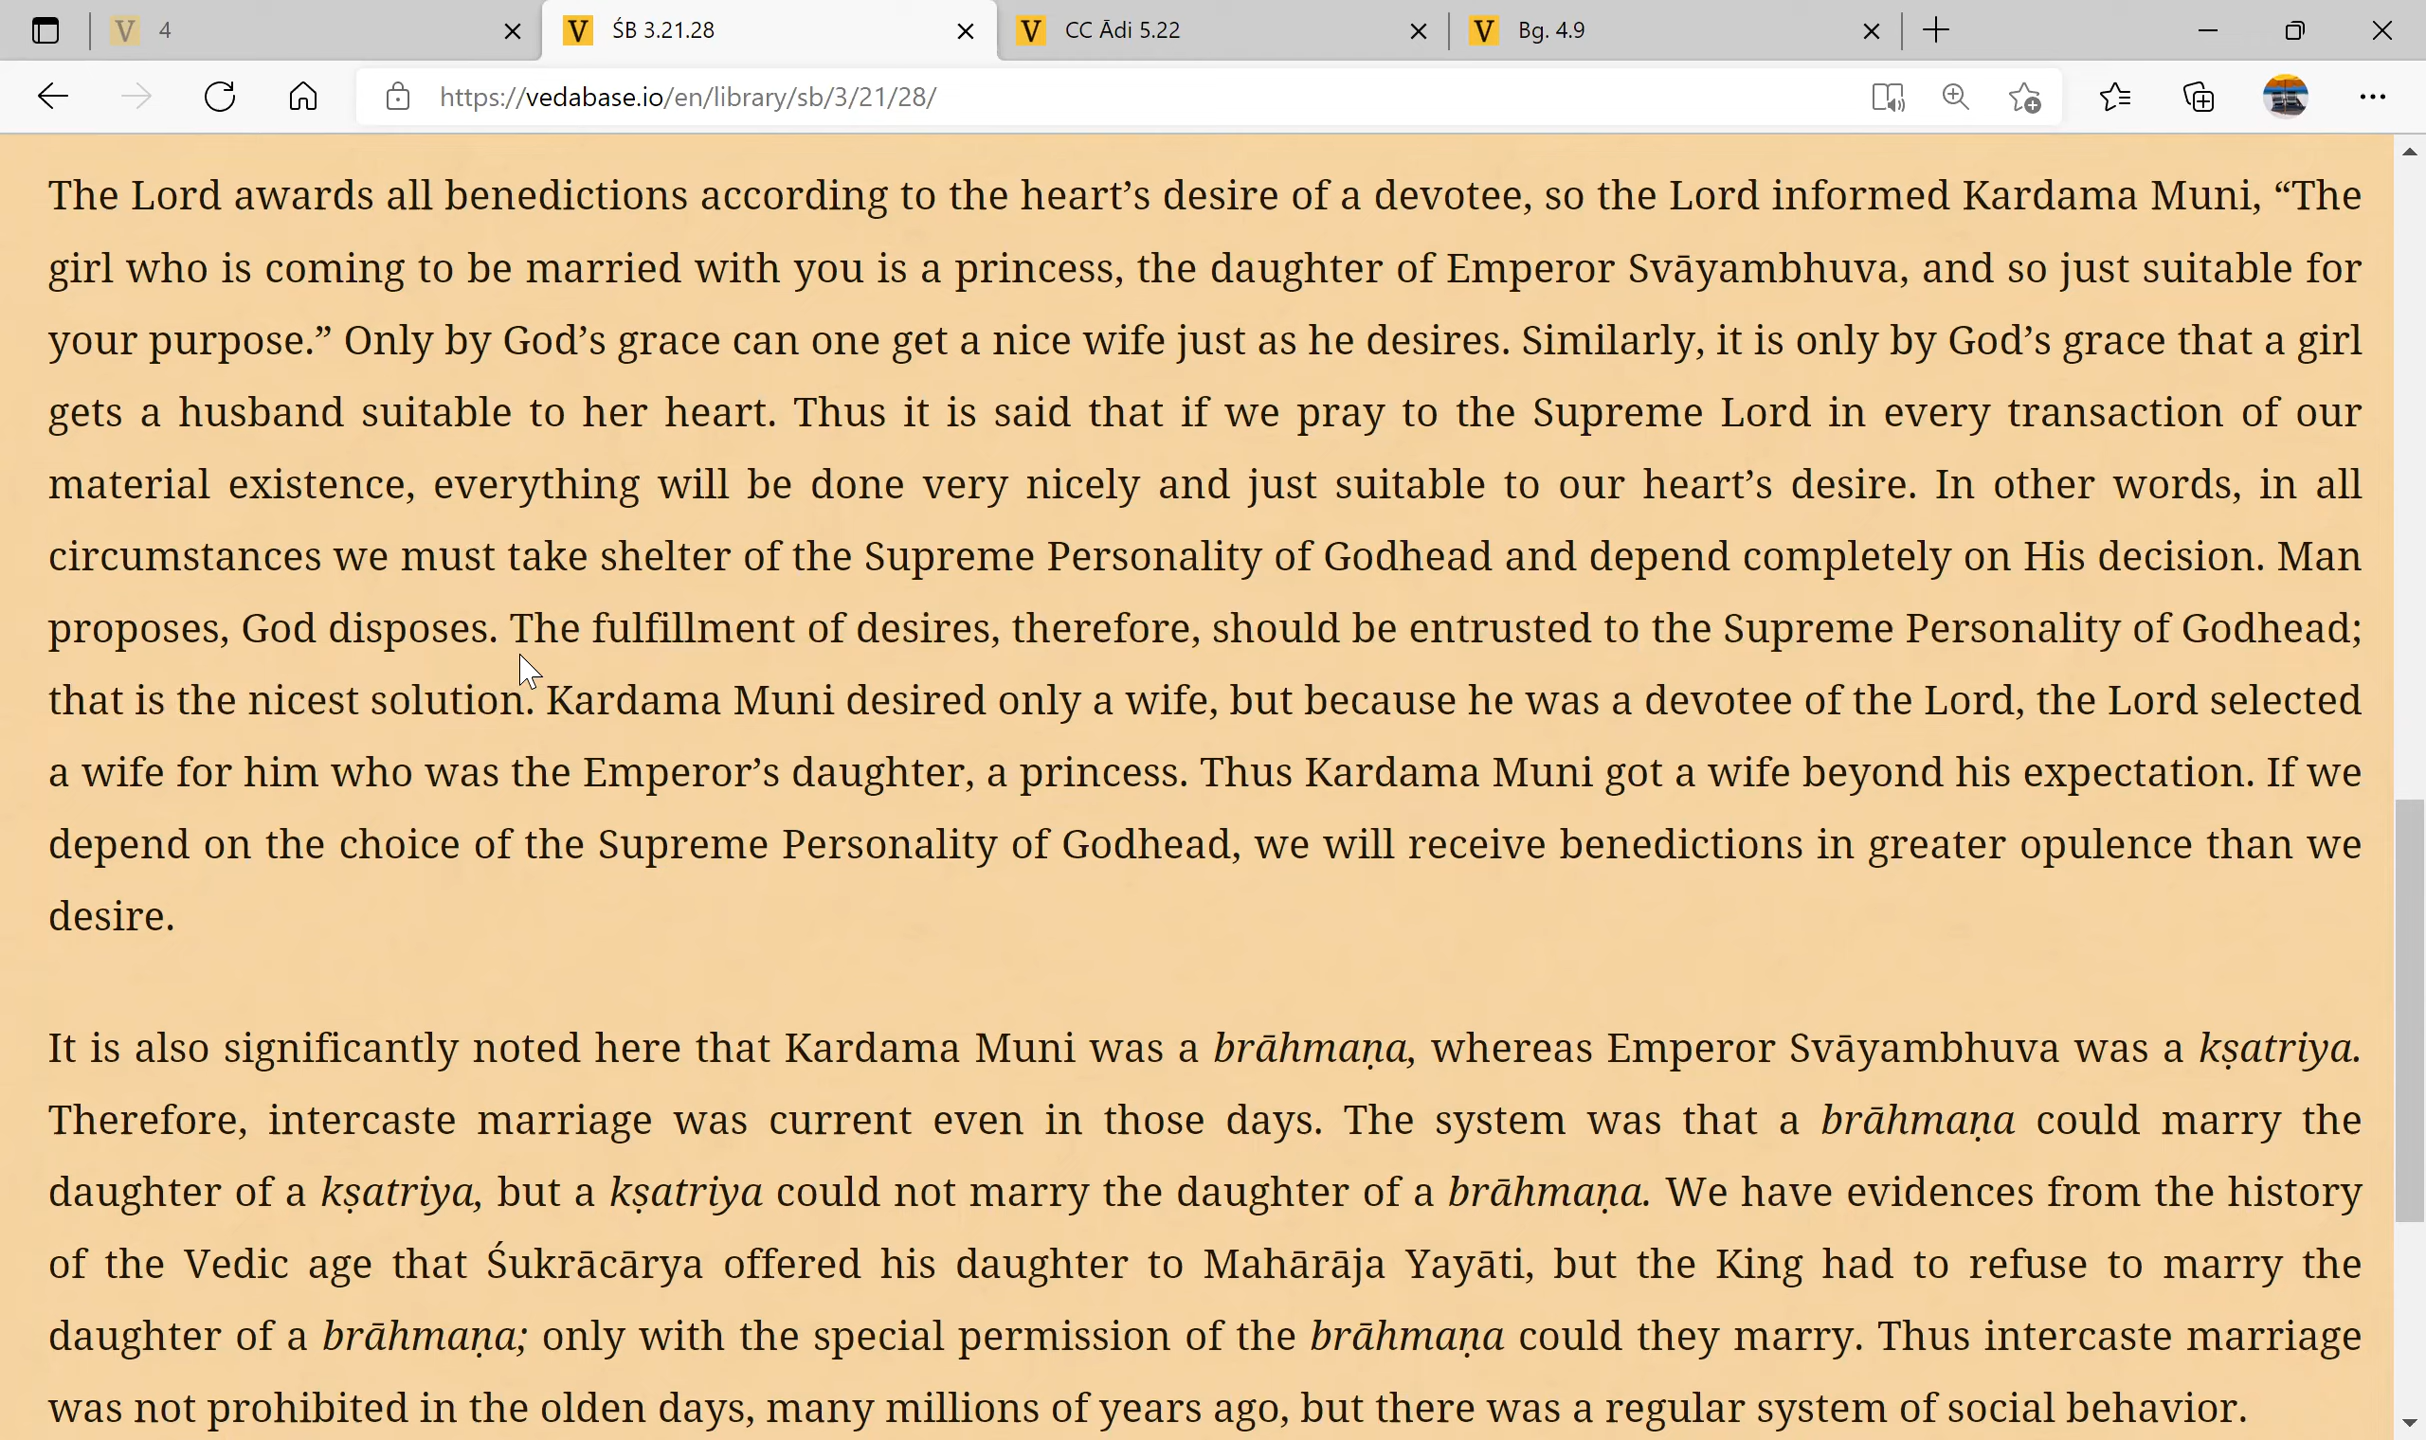 4
ŚB 3.21.28
CC Ādi 5.22
Bg. 4.9
https://vedabase.io/en/library/sb/3/21/28/
The Lord awards all benedictions according to the heart’s desire of a devotee, so the Lord informed Kardama Muni, “The
girl who is coming to be married with you is a princess, the daughter of Emperor Svāyambhuva, and so just suitable for
your purpose.” Only by God’s grace can one get a nice wife just as he desires. Similarly, it is only by God’s grace that a girl
gets a husband suitable to her heart. Thus it is said that if we pray to the Supreme Lord in every transaction of our
material existence, everything will be done very nicely and just suitable to our heart’s desire. In other words, in all
circumstances we must take shelter of the Supreme Personality of Godhead and depend completely on His decision. Man
proposes, God disposes. The fulfillment of desires, therefore, should be entrusted to the Supreme Personality of Godhead;
that is the nicest solution. Kardama Muni desired only a wife, but because he was a devotee of the Lord, the Lord selected
a wife for him who was the Emperor’s daughter, a princess. Thus Kardama Muni got a wife beyond his expectation. If we
depend on the choice of the Supreme Personality of Godhead, we will receive benedictions in greater opulence than we
desire.
It is also significantly noted here that Kardama Muni was a brāhmaṇa, whereas Emperor Svāyambhuva was a kṣatriya.
Therefore, intercaste marriage was current even in those days. The system was that a brāhmaṇa could marry the
daughter of a kṣatriya, but a kṣatriya could not marry the daughter of a brāhmaṇa. We have evidences from the history
of the Vedic age that Śukrācārya offered his daughter to Mahārāja Yayāti, but the King had to refuse to marry the
daughter of a brāhmaṇa; only with the special permission of the brāhmaṇa could they marry. Thus intercaste marriage
was not prohibited in the olden days, many millions of years ago, but there was a regular system of social behavior.